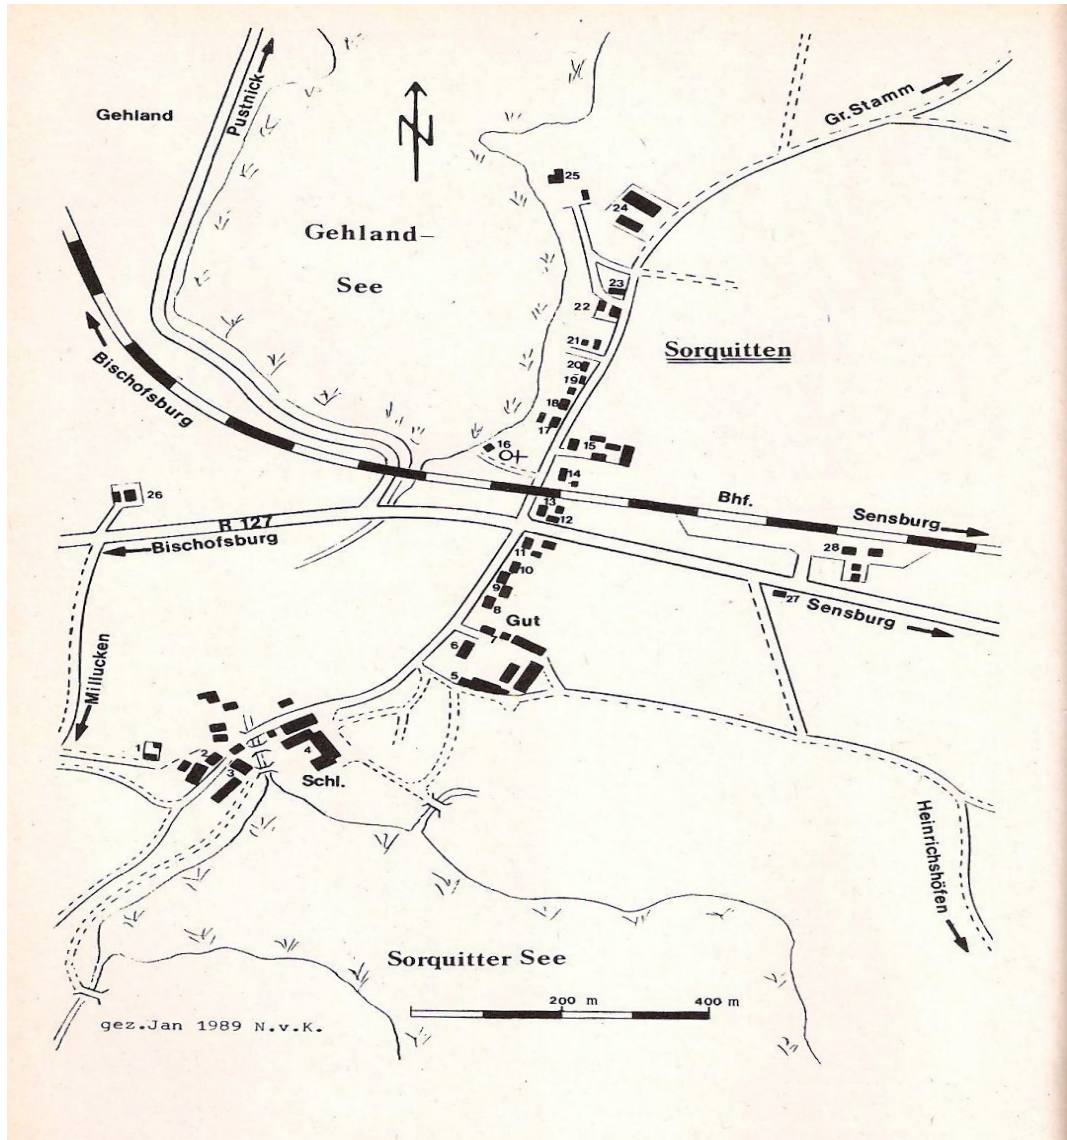 Pustnick
Gr.Stamm
Gehland
N
25
24
Gehland–
See
23
22
Sorquitten
21
20
19
Bischofsburg
18
17
16
15
14
Bhf.
26
R 127
13
12
Sensburg
Bischofsburg
11
28
10
9
27
Sensburg
8
Gut
7
6
Millucken
5
1
2
4
3
Schl.
Heinrichshöfen
Sorquitter See
200 m
400 m
gez.Jan 1989 N.v.K.